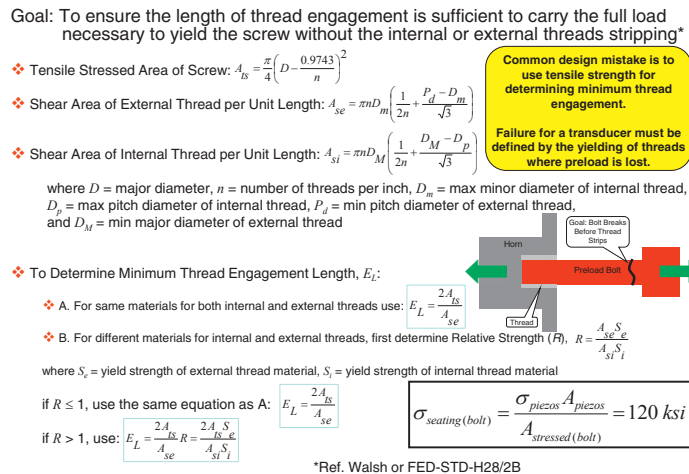 Goal: To ensure the length of thread engagement is sufficient to carry the full load
necessary to yield the screw without the internal or external threads stripping*
❖ Tensile Stressed Area of Screw: A_ts = π/4 (D − 0.9743/n)^2
❖ Shear Area of External Thread per Unit Length: A_se = πnD_m (1/2n + (P_d − D_m)/√3)
❖ Shear Area of Internal Thread per Unit Length: A_si = πnD_M (1/2n + (D_M − D_p)/√3)
Common design mistake is to
use tensile strength for
determining minimum thread
engagement.
Failure for a transducer must be
defined by the yielding of threads
where preload is lost.
where D = major diameter, n = number of threads per inch, D_m = max minor diameter of internal thread,
D_p = max pitch diameter of internal thread, P_d = min pitch diameter of external thread,
and D_M = min major diameter of external thread
Goal: Bolt Breaks
Before Thread
Strips
Horn
Preload Bolt
Thread
❖ To Determine Minimum Thread Engagement Length, E_L:
❖ A. For same materials for both internal and external threads use: E_L = 2A_ts/A_se
❖ B. For different materials for internal and external threads, first determine Relative Strength (R), R = A_se S_e/A_si S_i
where S_e = yield strength of external thread material, S_i = yield strength of internal thread material
if R ≤ 1, use the same equation as A: E_L = 2A_ts/A_se
if R > 1, use: E_L = 2A_ts/A_se R = 2A_ts S_e/A_si S_i
σ_seating(bolt) = σ_piezos A_piezos/A_stressed(bolt) = 120 ksi
*Ref. Walsh or FED-STD-H28/2B